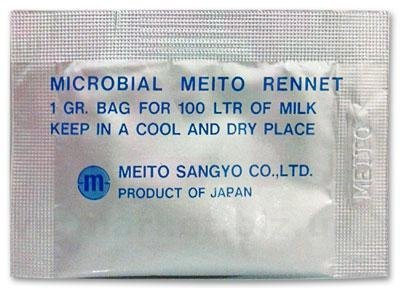 MICROBIAL MEITO RENNET
1 GR. BAG FOR 100 LTR OF MILK
KEEP IN A COOL AND DRY PLACE
m
MEITO SANGYO CO.,LTD.
PRODUCT OF JAPAN
MEITO